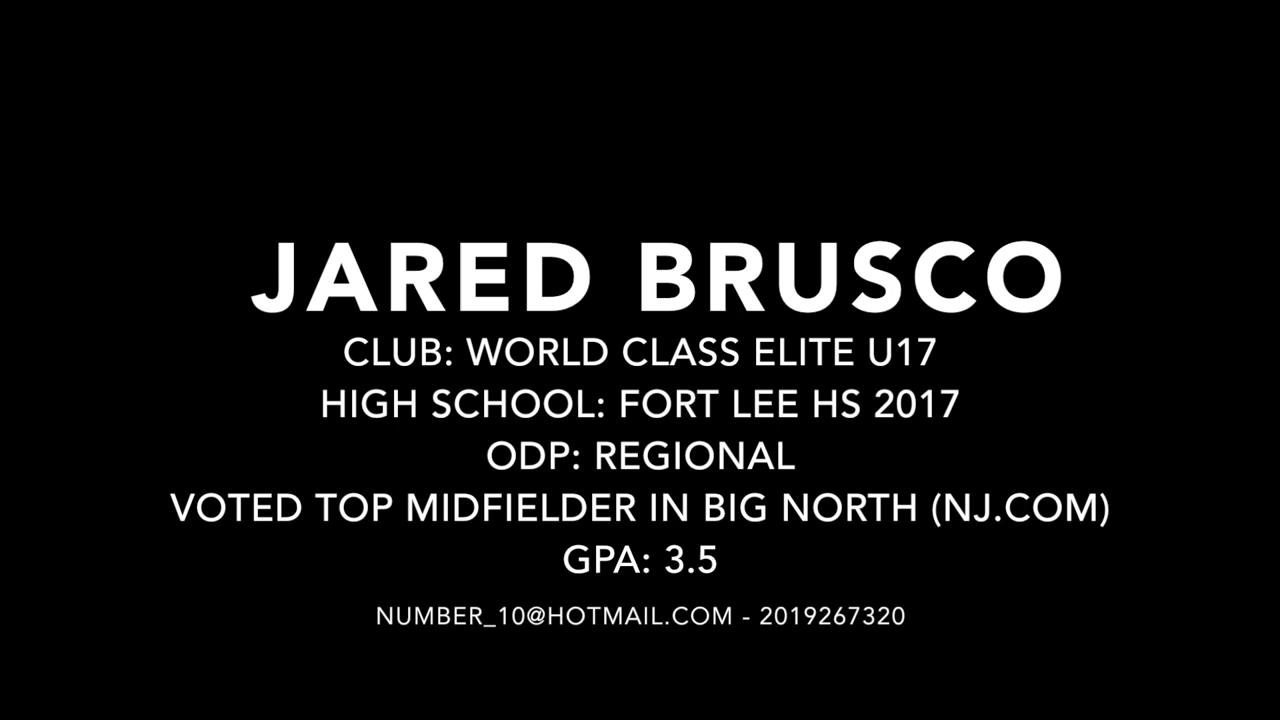 JARED BRUSCO
CLUB: WORLD CLASS ELITE U17
HIGH SCHOOL: FORT LEE HS 2017
ODP: REGIONAL
VOTED TOP MIDFIELDER IN BIG NORTH (NJ.COM)
GPA: 3.5
NUMBER_10@HOTMAIL.COM - 2019267320